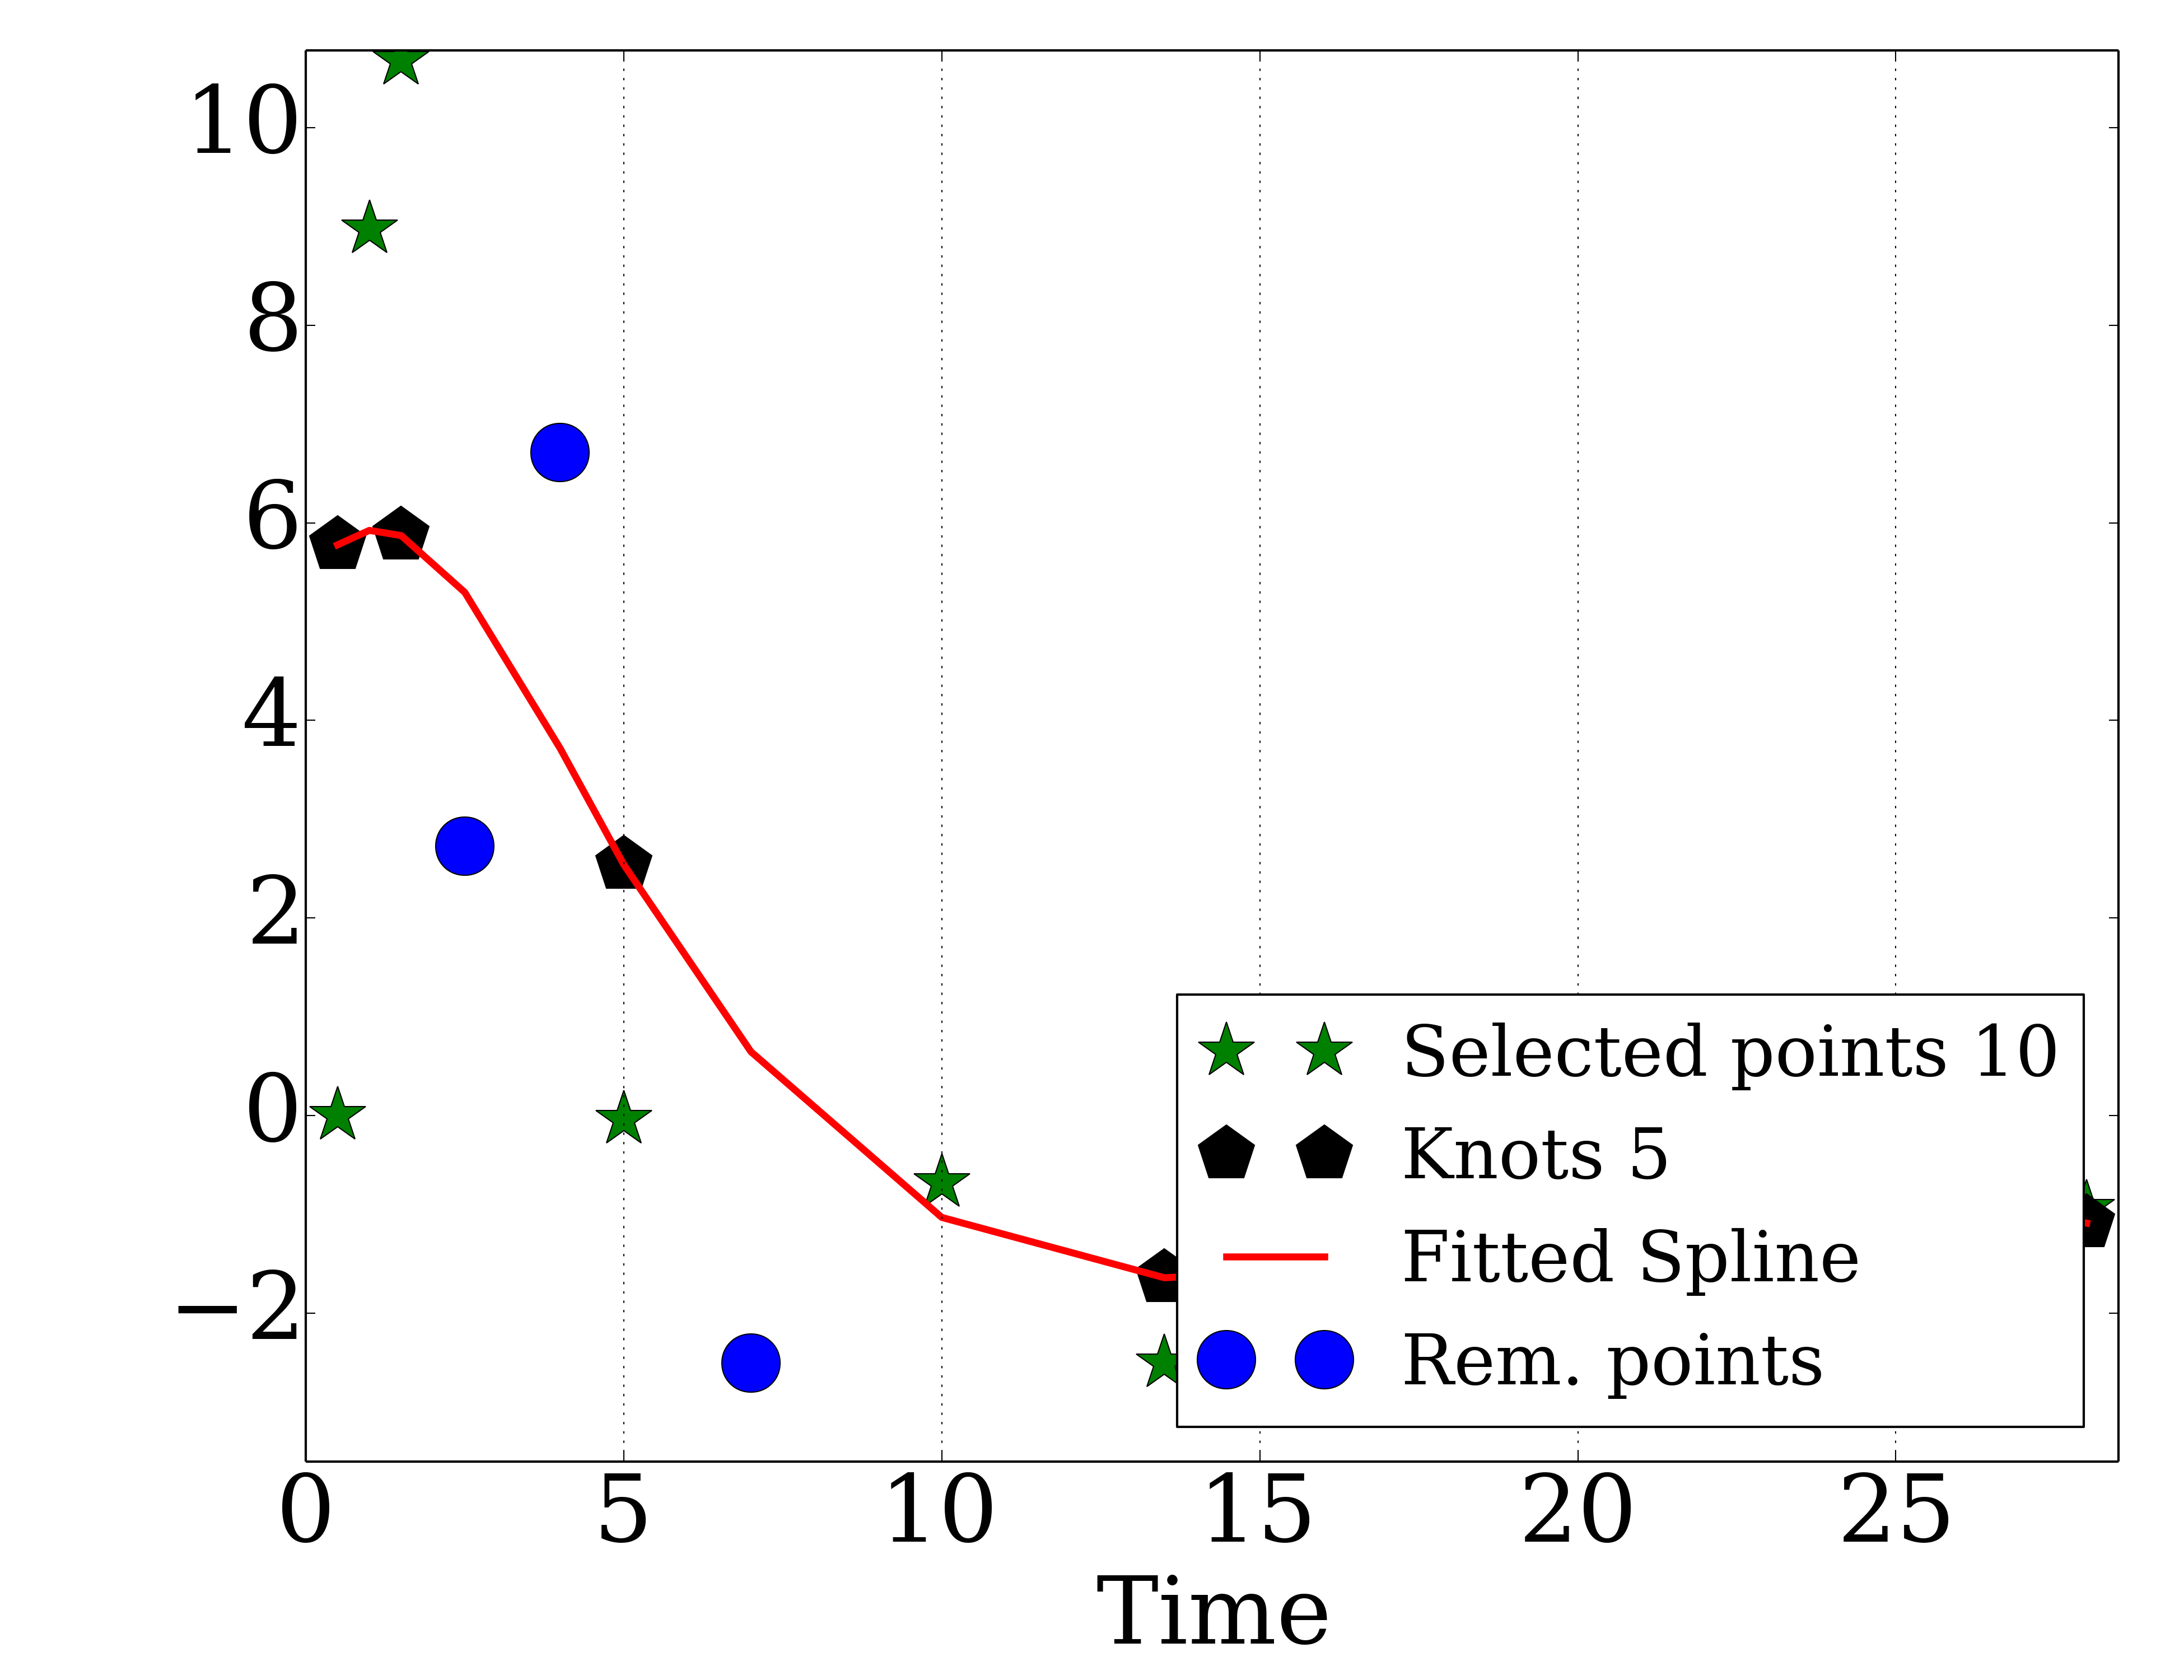 10
8
6
4
2
0
−2
Selected points 10
Knots 5
Fitted Spline
Rem. points
0 5 10 15 20 25
Time